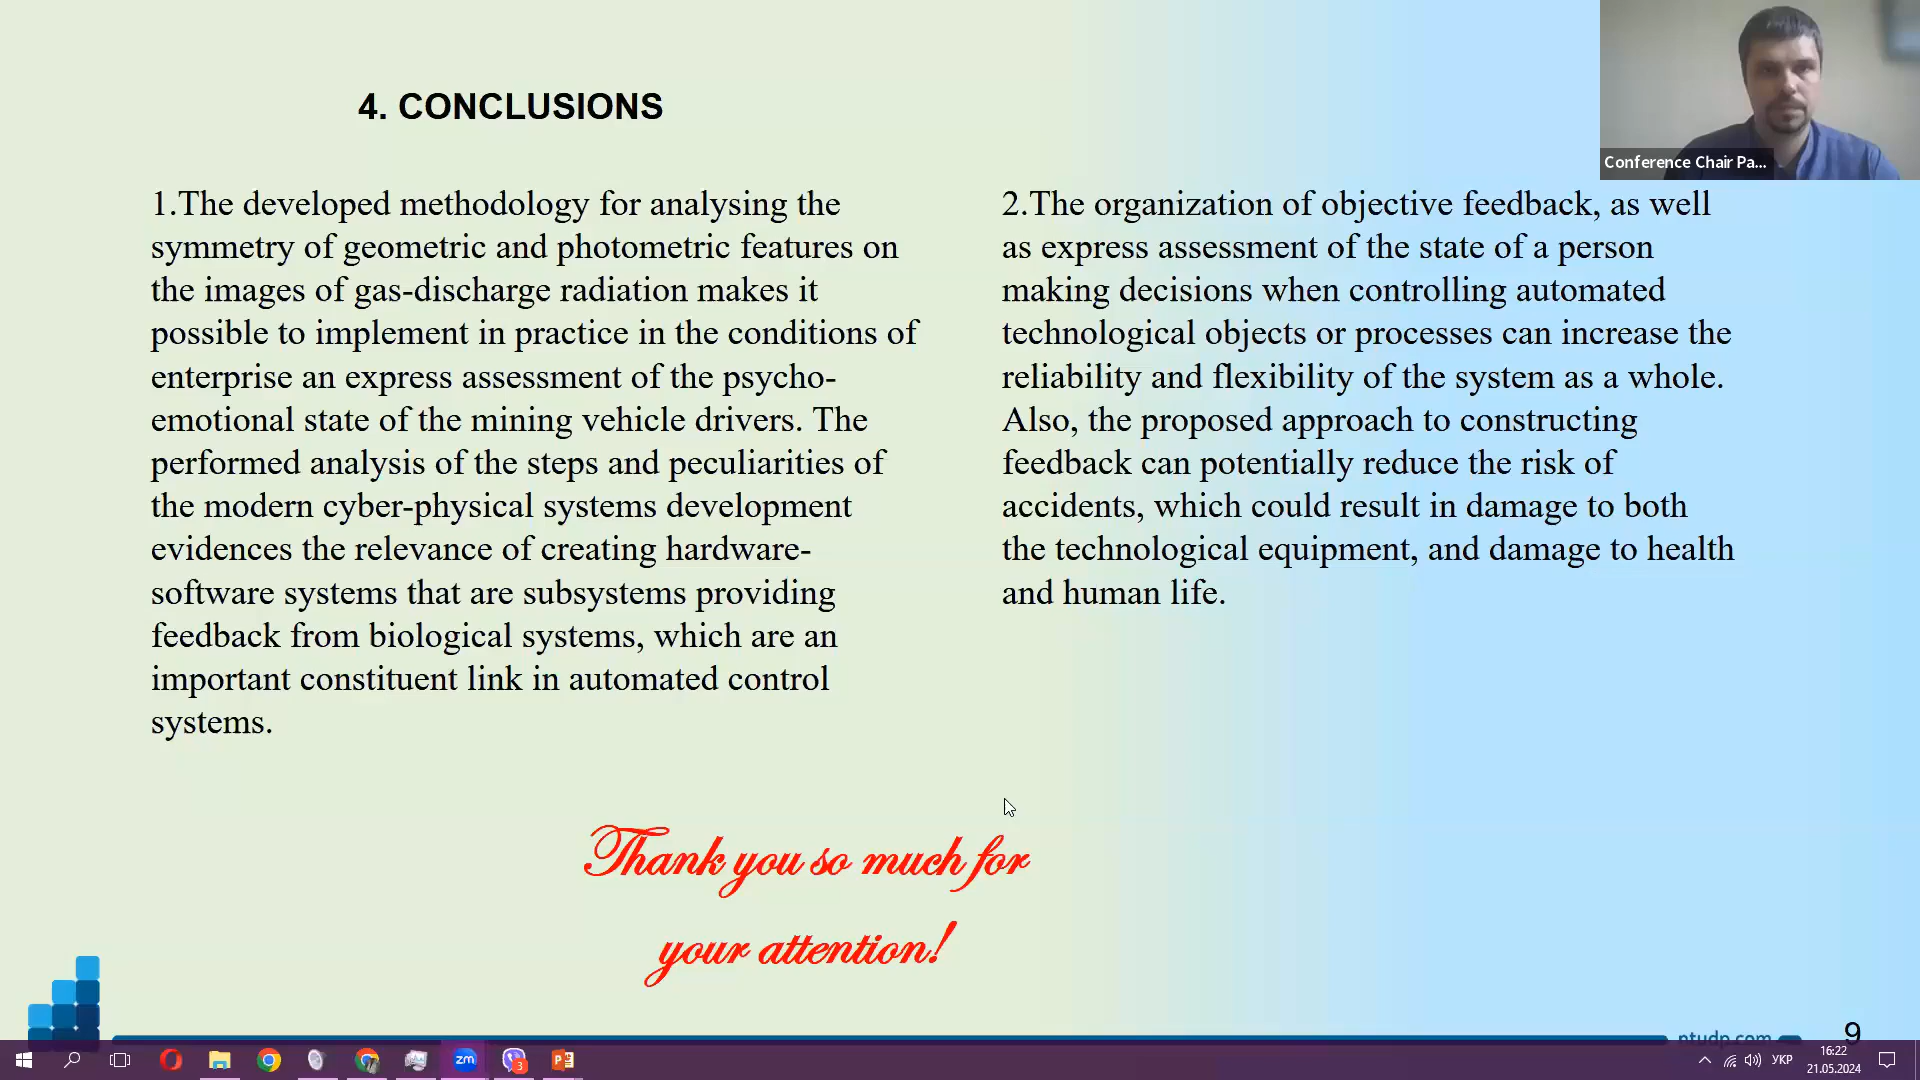 Conference Chair Pa...
4. CONCLUSIONS
1.The developed methodology for analysing the
symmetry of geometric and photometric features on
the images of gas-discharge radiation makes it
possible to implement in practice in the conditions of
enterprise an express assessment of the psycho-
emotional state of the mining vehicle drivers. The
performed analysis of the steps and peculiarities of
the modern cyber-physical systems development
evidences the relevance of creating hardware-
software systems that are subsystems providing
feedback from biological systems, which are an
important constituent link in automated control
systems.
2.The organization of objective feedback, as well
as express assessment of the state of a person
making decisions when controlling automated
technological objects or processes can increase the
reliability and flexibility of the system as a whole.
Also, the proposed approach to constructing
feedback can potentially reduce the risk of
accidents, which could result in damage to both
the technological equipment, and damage to health
and human life.
Thank you so much for
your attention!
ntudp.com
9
zm
3
P
УКР
16:22
21.05.2024